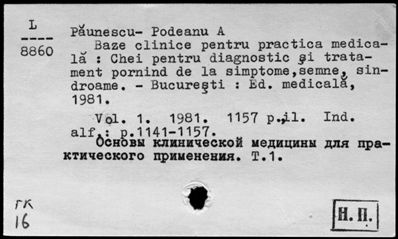 L
8860
Păunescu- Podeanu A
Baze clinice pentru practica medica-
lă : Chei pentru diagnostic şi trata-
ment pornind de la simptome,semne, sin-
droame. - Bucureşti : Ed. medicală,
1981.
Vol. 1. 1981. 1157 p.,il. Ind.
alf.: p.1141-1157.
Основы клинической медицины для пра-
ктического применения. Т.1.
гк
16
Н.П.